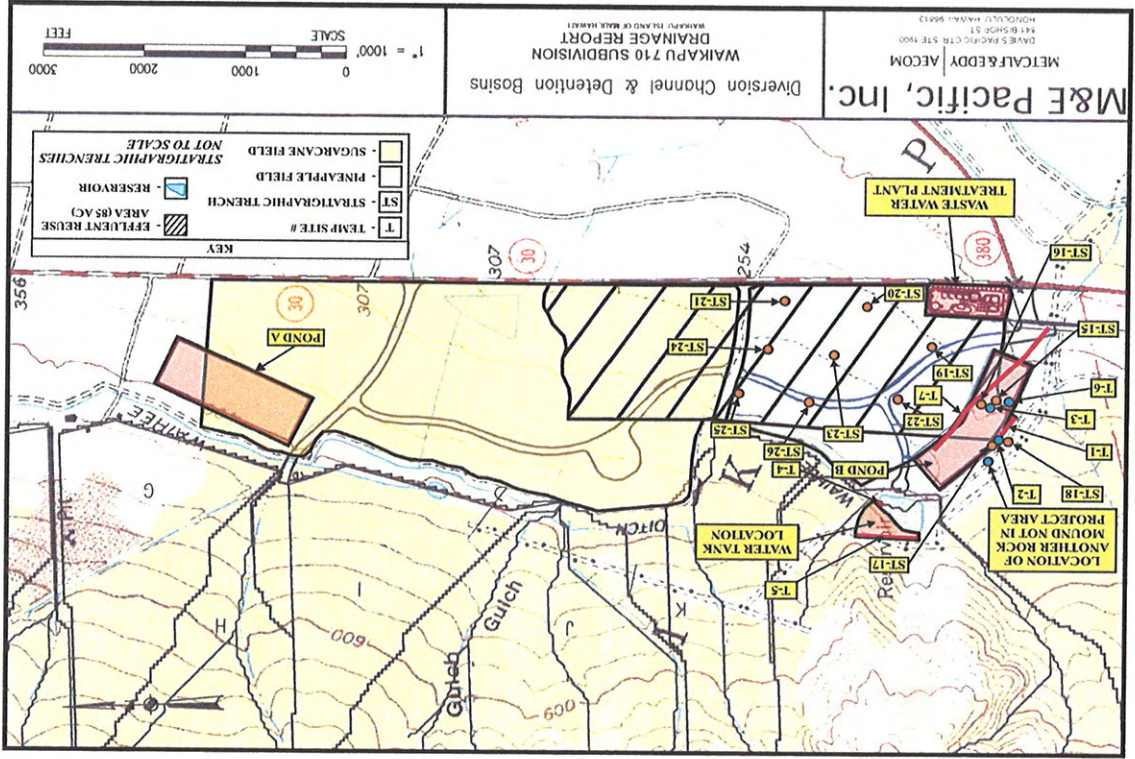 LOCATION OF
ANOTHER ROCK
MOUND NOT IN
PROJECT AREA
ST-17
T-5
WATER TANK
LOCATION
ST-18
T-2
T-1
T-3
T-6
T-7
T-4
POND B
ST-15
ST-16
ST-19
ST-20
ST-21
ST-22
ST-23
ST-24
ST-25
ST-26
WASTE WATER
TREATMENT PLANT
POND A
Reservoir
DITCH
WAIHEE
Gulch
Gulch
600
600
G
H
I
J
K
K
P
254
307
307
356
30
30
380
KEY
T - TEMP SITE #
ST - STRATIGRAPHIC TRENCH
- PINEAPPLE FIELD
- SUGARCANE FIELD
- EFFLUENT REUSE
AREA (85 AC)
- RESERVOIR
STRATIGRAPHIC TRENCHES
NOT TO SCALE
M&E Pacific, Inc.
METCALF & EDDY | AECOM
DAVIES PACIFIC CTR. STE 1900
841 BISHOP ST
HONOLULU, HAWAII 96813
Diversion Channel & Detention Basins
WAIKAPU 710 SUBDIVISION
DRAINAGE REPORT
WAIKAPU, ISLAND OF MAUI, HAWAII
1" = 1000'
0 1000 2000 3000
SCALE FEET